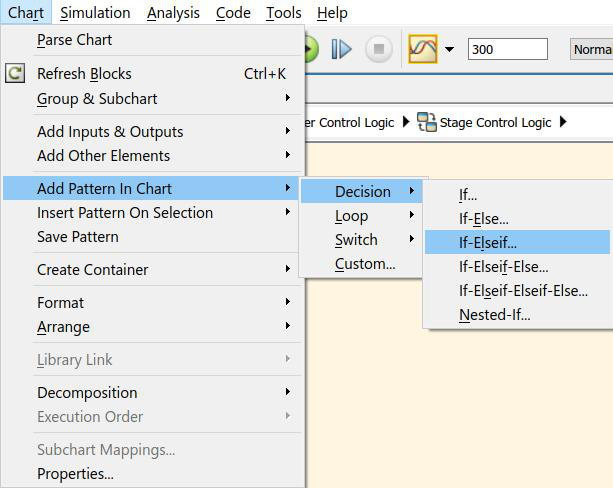 Chart Simulation Analysis Code Tools Help
Parse Chart
300
Norma
Refresh Blocks Ctrl+K
Group & Subchart
er Control Logic Stage Control Logic
Add Inputs & Outputs
Add Other Elements
Add Pattern In Chart
Insert Pattern On Selection
Save Pattern
Create Container
Format
Arrange
Library Link
Decomposition
Execution Order
Subchart Mappings...
Properties...
Decision
Loop
Switch
Custom...
If...
If-Else...
If-Elseif...
If-Elseif-Else...
If-Elseif-Elseif-Else...
Nested-If...